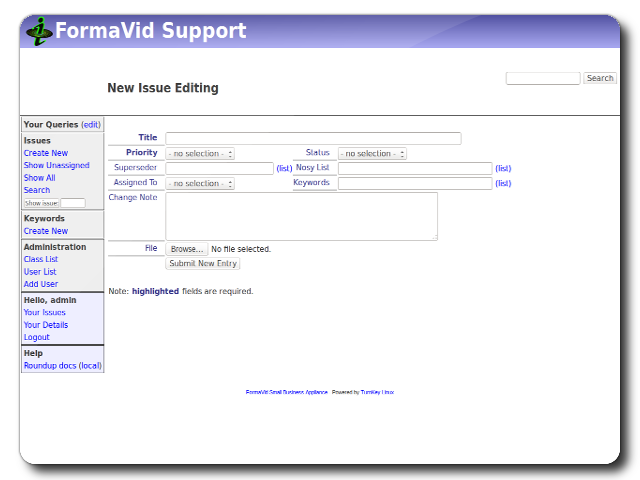 FormaVid Support
New Issue Editing
Search
Your Queries (edit)
Issues
Create New
Show Unassigned
Show All
Search
Show issue:
Keywords
Create New
Administration
Class List
User List
Add User
Hello, admin
Your Issues
Your Details
Logout
Help
Roundup docs (local)
Title
Priority - no selection - Status - no selection -
Superseder (list) Nosy List (list)
Assigned To - no selection - Keywords (list)
Change Note
File Browse... No file selected.
Submit New Entry
Note: highlighted fields are required.
FormaVid Small Business Appliance Powered by TurnKey Linux